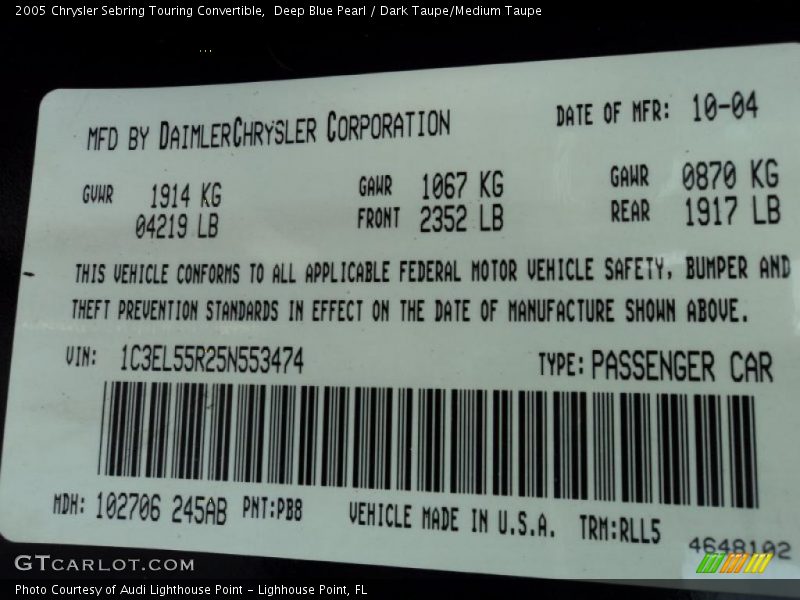 2005 Chrysler Sebring Touring Convertible,  Deep Blue Pearl / Dark Taupe/Medium Taupe
...
MFD BY DAIMLERCHRYSLER CORPORATION DATE OF MFR: 10-04
GVWR 1914 KG GAWR 1067 KG GAWR 0870 KG
04219 LB FRONT 2352 LB REAR 1917 LB
THIS VEHICLE CONFORMS TO ALL APPLICABLE FEDERAL MOTOR VEHICLE SAFETY, BUMPER AND
THEFT PREVENTION STANDARDS IN EFFECT ON THE DATE OF MANUFACTURE SHOWN ABOVE.
VIN: 1C3EL55R25N553474 TYPE: PASSENGER CAR
MDH: 102706 245AB PNT:PB8 VEHICLE MADE IN U.S.A. TRM:RLL5
4648102
GTCARLOT.COM
Photo Courtesy of Audi Lighthouse Point - Lighhouse Point, FL